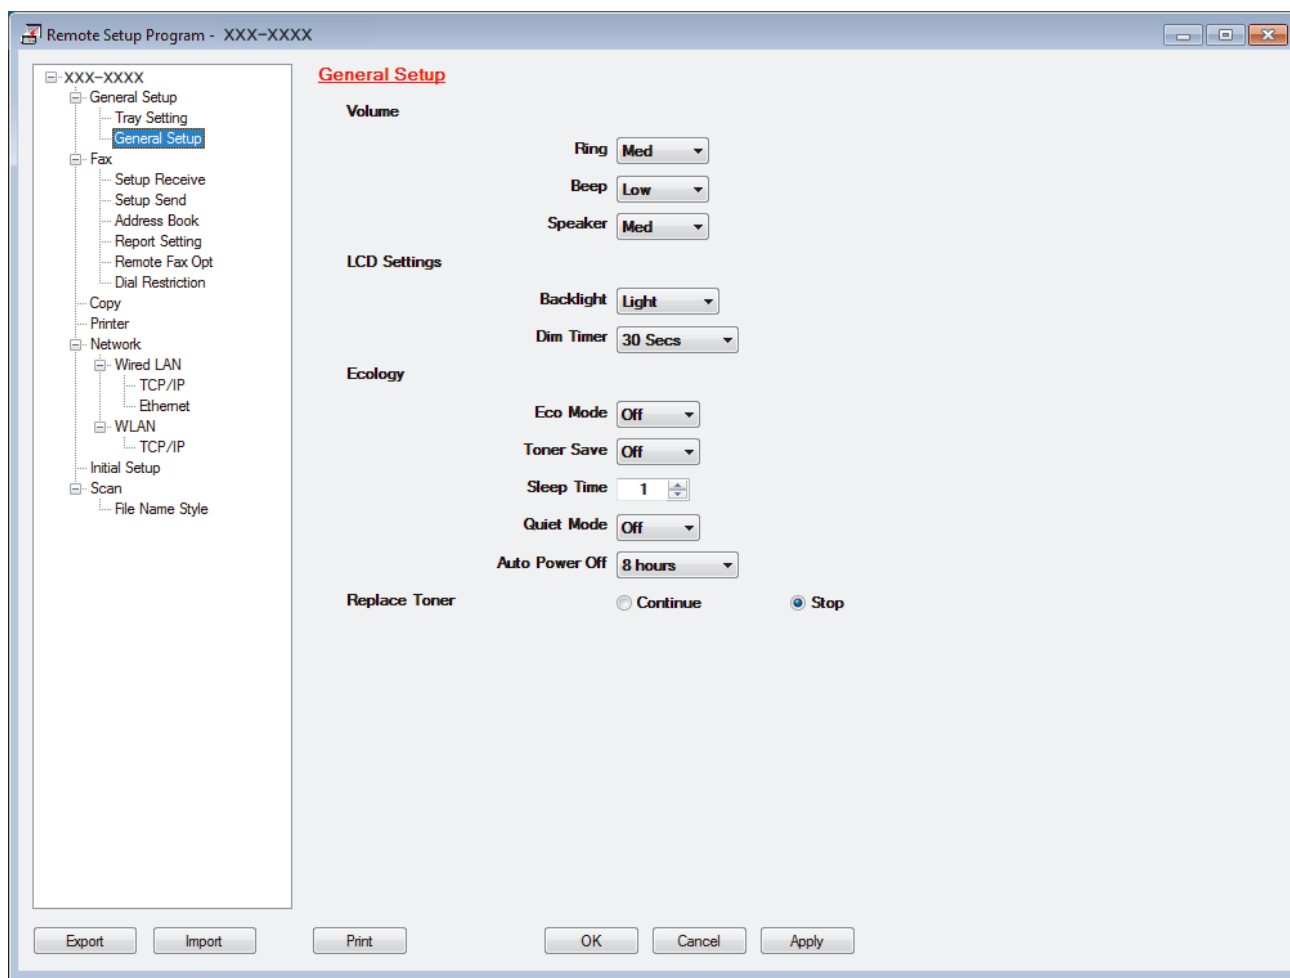 Remote Setup Program - XXX-XXXX
XXX-XXXX
General Setup
Tray Setting
General Setup
Fax
Setup Receive
Setup Send
Address Book
Report Setting
Remote Fax Opt
Dial Restriction
Copy
Printer
Network
Wired LAN
TCP/IP
Ethernet
WLAN
TCP/IP
Initial Setup
Scan
File Name Style
General Setup
Volume
Ring Med
Beep Low
Speaker Med
LCD Settings
Backlight Light
Dim Timer 30 Secs
Ecology
Eco Mode Off
Toner Save Off
Sleep Time 1
Quiet Mode Off
Auto Power Off 8 hours
Replace Toner Continue Stop
Export Import Print OK Cancel Apply